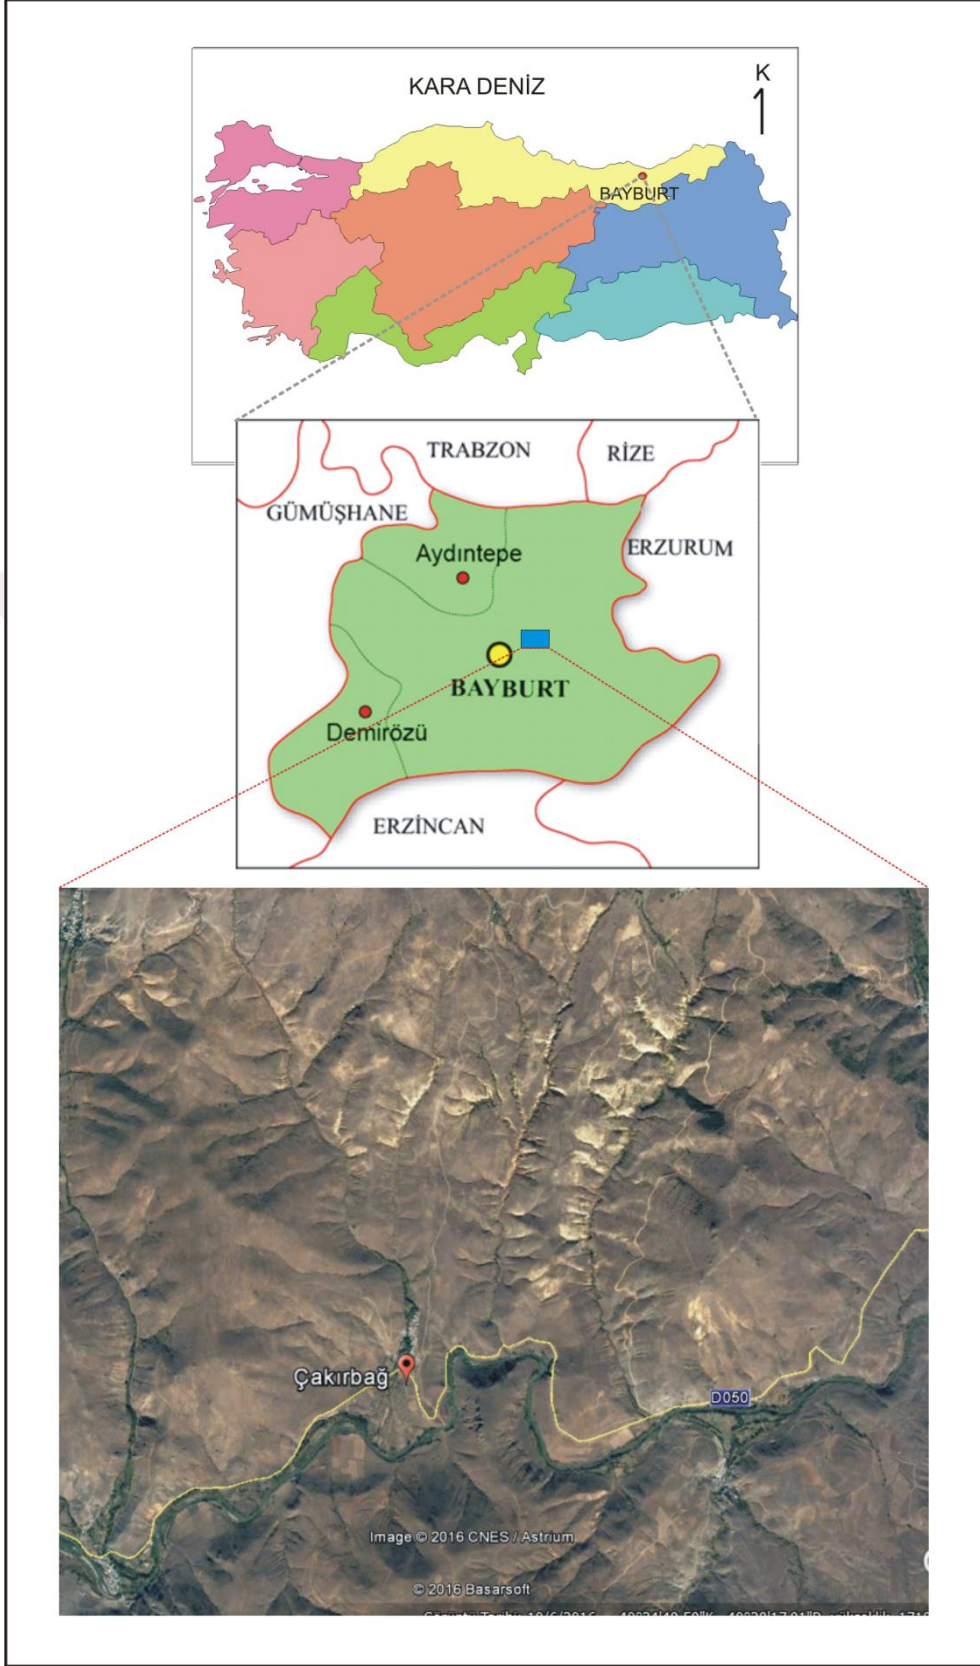 KARA DENİZ
K
BAYBURT
TRABZON
RİZE
GÜMÜŞHANE
ERZURUM
Aydıntepe
BAYBURT
Demirözü
ERZİNCAN
Çakırbağ
D050
Image © 2016 CNES / Astrium
© 2016 Basarsoft